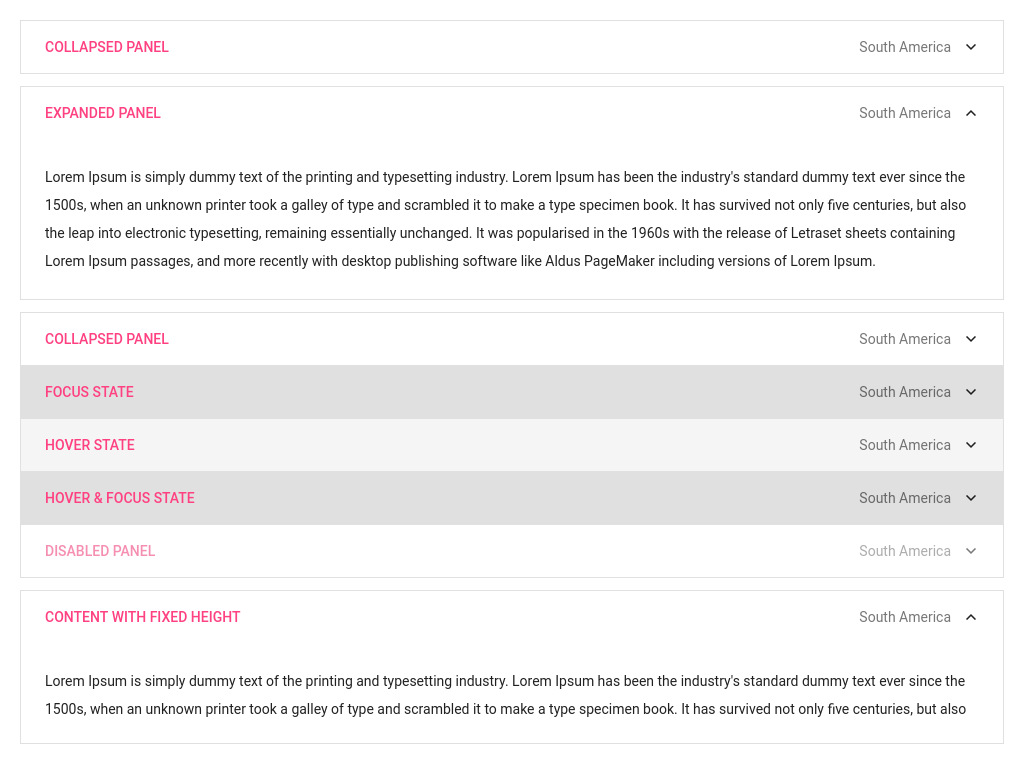 COLLAPSED PANEL South America
EXPANDED PANEL South America
Lorem Ipsum is simply dummy text of the printing and typesetting industry. Lorem Ipsum has been the industry's standard dummy text ever since the
1500s, when an unknown printer took a galley of type and scrambled it to make a type specimen book. It has survived not only five centuries, but also
the leap into electronic typesetting, remaining essentially unchanged. It was popularised in the 1960s with the release of Letraset sheets containing
Lorem Ipsum passages, and more recently with desktop publishing software like Aldus PageMaker including versions of Lorem Ipsum.
COLLAPSED PANEL South America
FOCUS STATE South America
HOVER STATE South America
HOVER & FOCUS STATE South America
DISABLED PANEL South America
CONTENT WITH FIXED HEIGHT South America
Lorem Ipsum is simply dummy text of the printing and typesetting industry. Lorem Ipsum has been the industry's standard dummy text ever since the
1500s, when an unknown printer took a galley of type and scrambled it to make a type specimen book. It has survived not only five centuries, but also